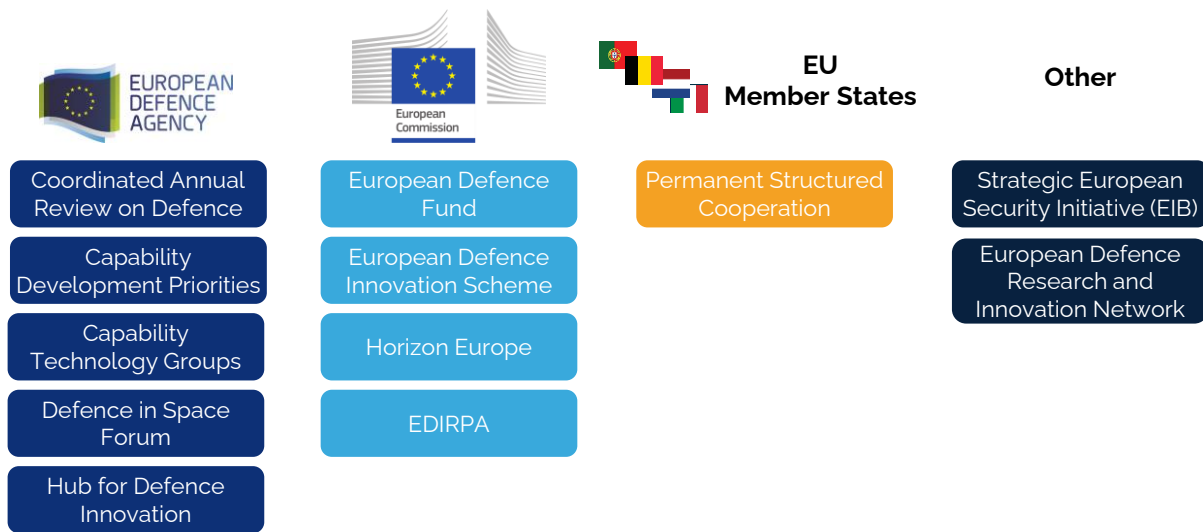 EUROPEAN
DEFENCE
AGENCY
Coordinated Annual
Review on Defence
Capability
Development Priorities
Capability
Technology Groups
Defence in Space
Forum
Hub for Defence
Innovation
European
Commission
European Defence
Fund
European Defence
Innovation Scheme
Horizon Europe
EDIRPA
EU
Member States
Permanent Structured
Cooperation
Other
Strategic European
Security Initiative (EIB)
European Defence
Research and
Innovation Network